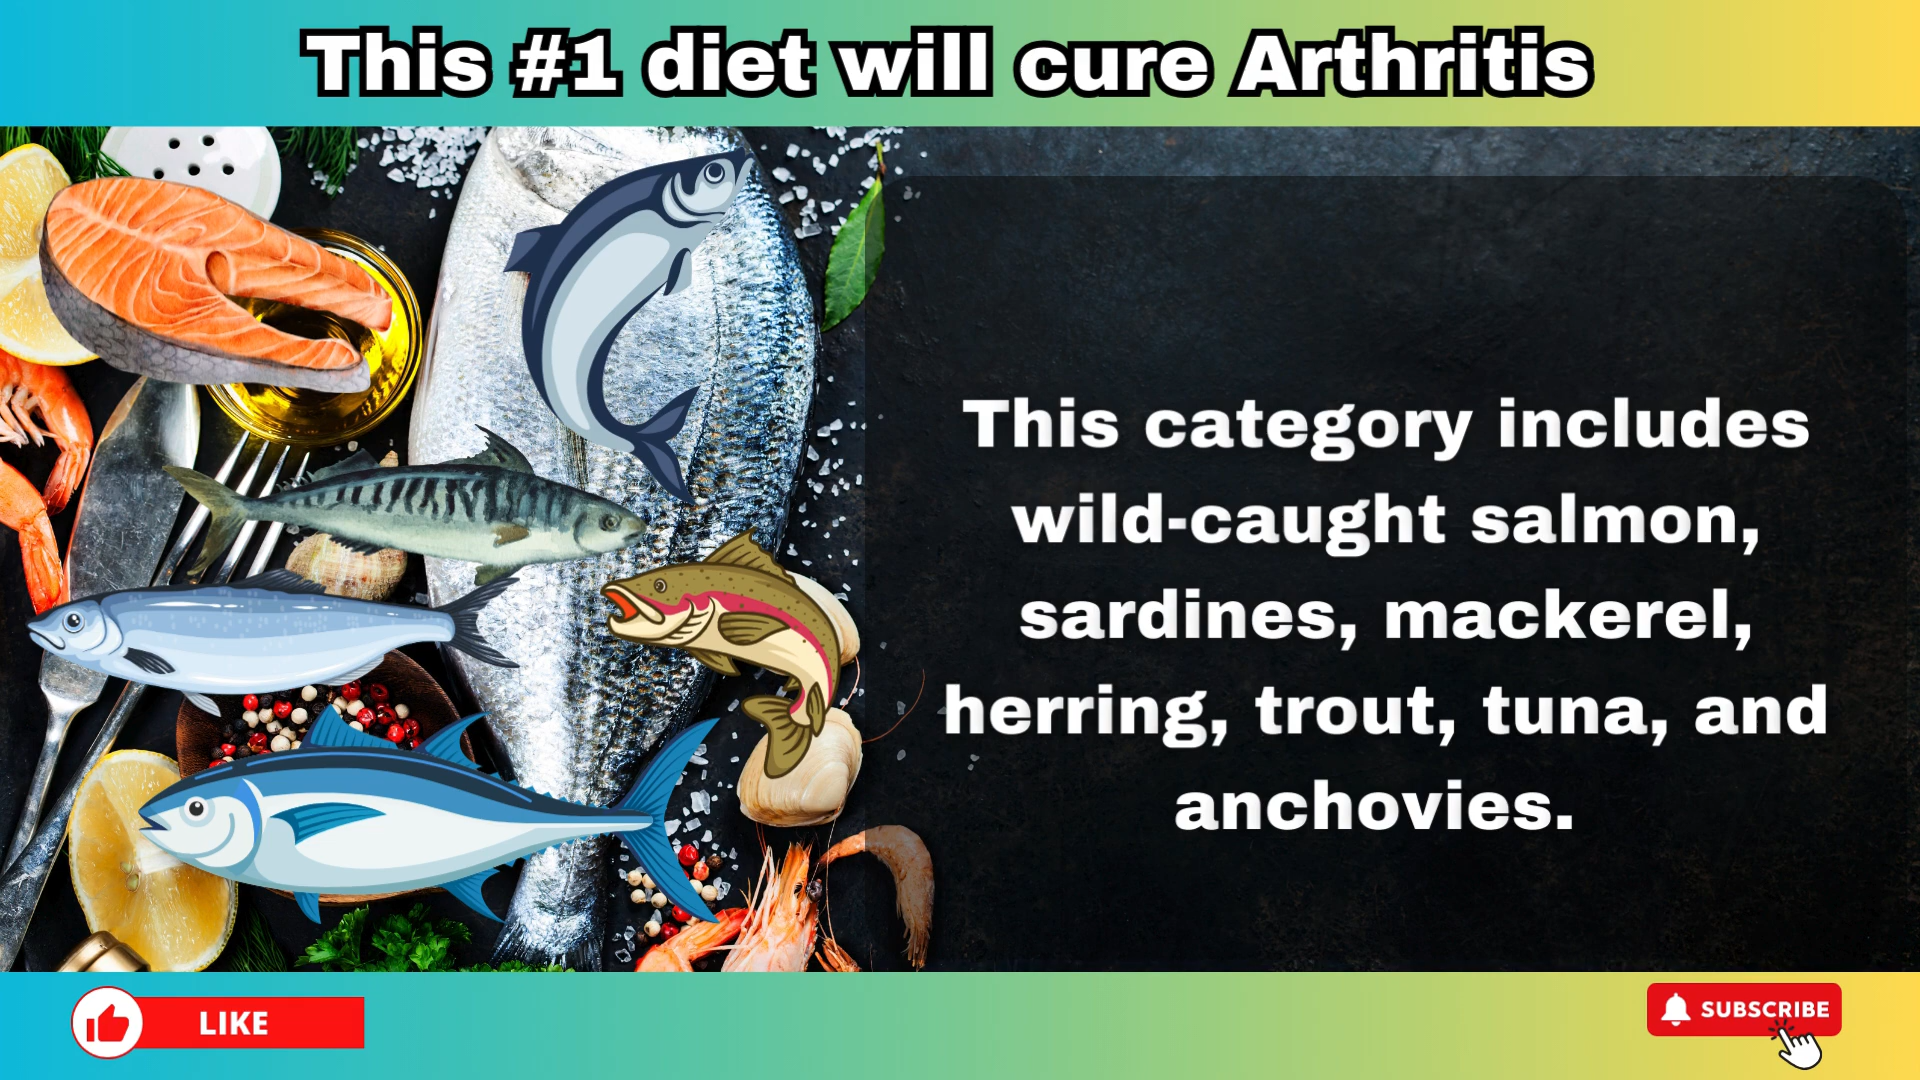 This #1 diet will cure Arthritis
This category includes
wild-caught salmon,
sardines, mackerel,
herring, trout, tuna, and
anchovies.
LIKE
SUBSCRIBE